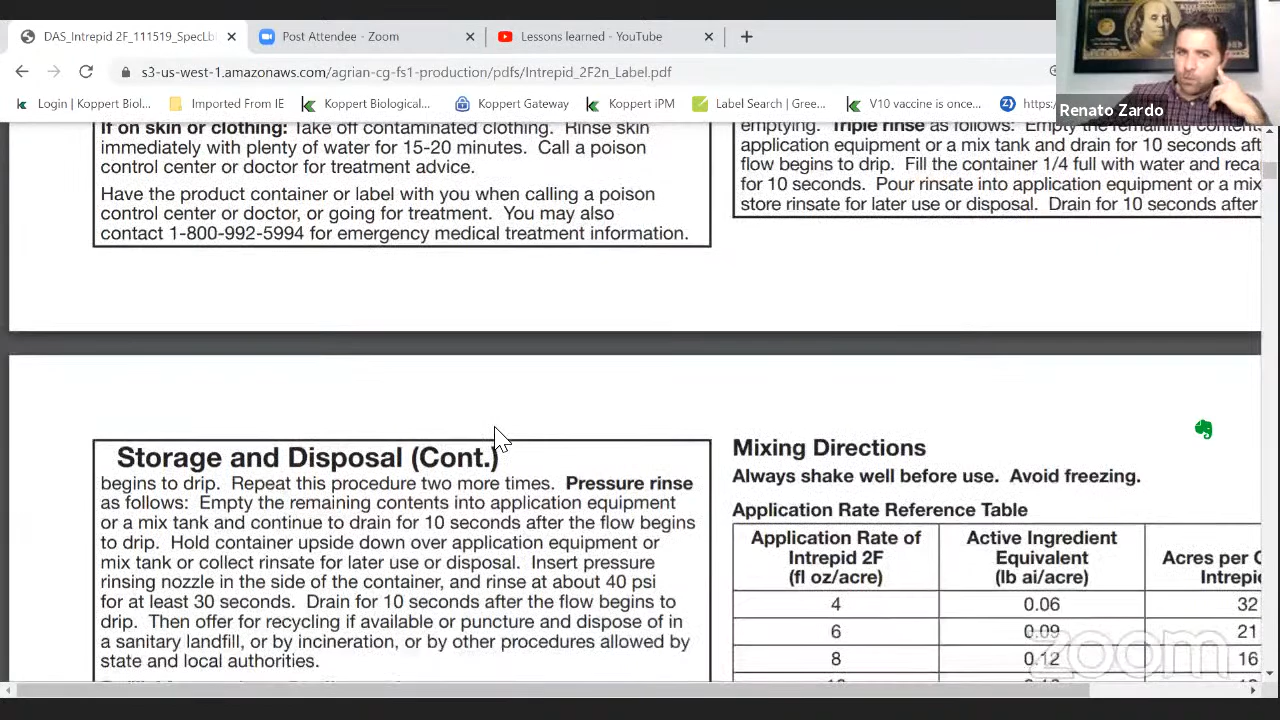 DAS_Intrepid 2F_111519_SpecLb
Post Attendee - Zoom
Lessons learned - YouTube
s3-us-west-1.amazonaws.com/agrian-cg-fs1-production/pdfs/Intrepid_2F2n_Label.pdf
Login | Koppert Biol...
Imported From IE
Koppert Biological...
Koppert Gateway
Koppert iPM
Label Search | Gree...
V10 vaccine is once...
https:
Renato Zardo
If on skin or clothing: Take off contaminated clothing. Rinse skin
immediately with plenty of water for 15-20 minutes. Call a poison
control center or doctor for treatment advice.
Have the product container or label with you when calling a poison
control center or doctor, or going for treatment. You may also
contact 1-800-992-5994 for emergency medical treatment information.
emptying. Triple rinse as follows: Empty the remaining contents
application equipment or a mix tank and drain for 10 seconds aft
flow begins to drip. Fill the container 1/4 full with water and reca
for 10 seconds. Pour rinsate into application equipment or a mix
store rinsate for later use or disposal. Drain for 10 seconds after
Storage and Disposal (Cont.)
begins to drip. Repeat this procedure two more times. Pressure rinse
as follows: Empty the remaining contents into application equipment
or a mix tank and continue to drain for 10 seconds after the flow begins
to drip. Hold container upside down over application equipment or
mix tank or collect rinsate for later use or disposal. Insert pressure
rinsing nozzle in the side of the container, and rinse at about 40 psi
for at least 30 seconds. Drain for 10 seconds after the flow begins to
drip. Then offer for recycling if available or puncture and dispose of in
a sanitary landfill, or by incineration, or by other procedures allowed by
state and local authorities.
Mixing Directions
Always shake well before use. Avoid freezing.
Application Rate Reference Table
Application Rate of Intrepid 2F (fl oz/acre)
Active Ingredient Equivalent (lb ai/acre)
Acres per G
Intrepid
4 0.06 32
6 0.09 21
8 0.12 16
zoom